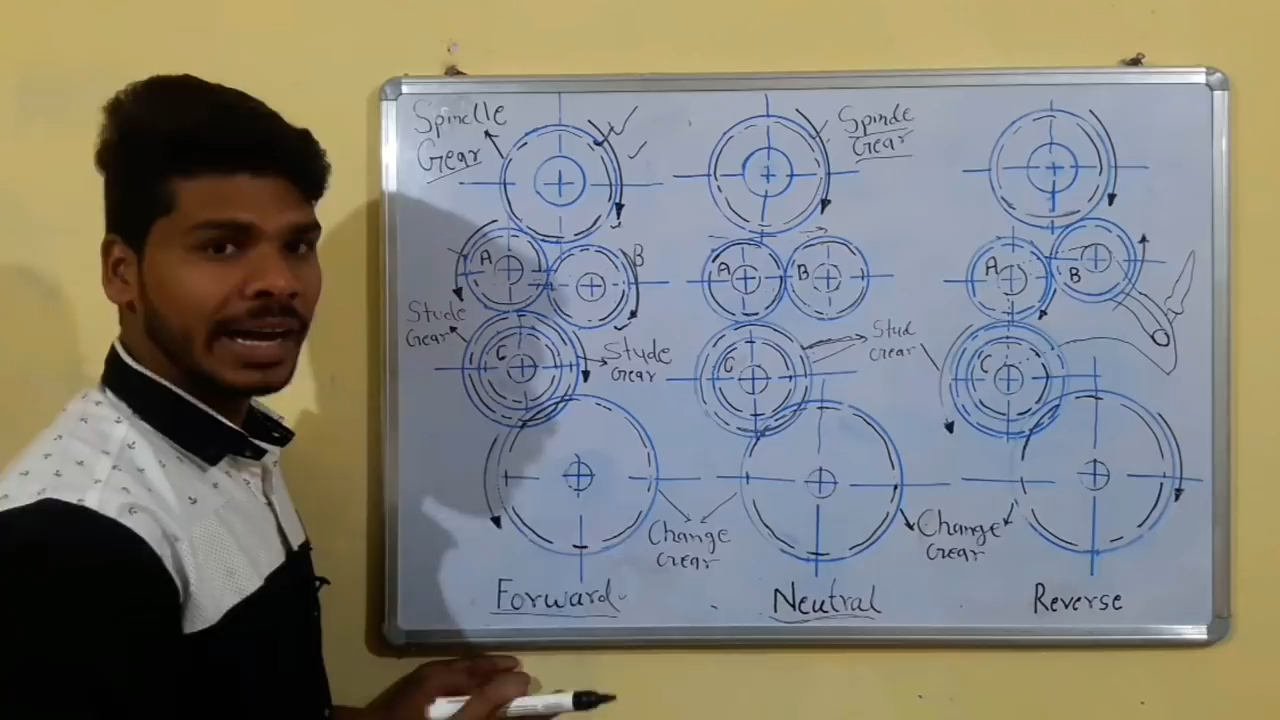 Spindle
Gear
A
B
Stude
Gear
C
Stude
Gear
Forward
Spinde
Gear
A
B
C
Stud
Gear
Change
Gear
Neutral
A
B
C
Change
Gear
Reverse